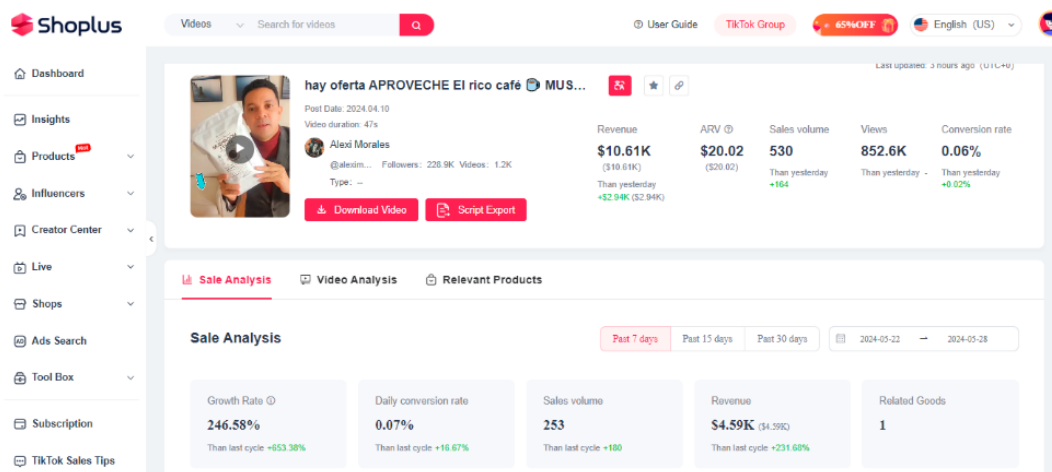 Shoplus
Videos
Search for videos
User Guide
TikTok Group
65%OFF
English (US)
Dashboard
Insights
Products
Hot
Influencers
Creator Center
Live
Shops
Ads Search
Tool Box
Subscription
TikTok Sales Tips
Last updated: 3 hours ago (UTC+0)
hay oferta APROVECHE El rico café ☕ MUS...
Post Date: 2024.04.10
Video duration: 47s
Alexi Morales
@alexim... Followers: 228.9K Videos: 1.2K
Type: --
Download Video
Script Export
Revenue
$10.61K
($10.61K)
Than yesterday
+$2.94K ($2.94K)
ARV
$20.02
($20.02)
Sales volume
530
Than yesterday
+164
Views
852.6K
Than yesterday -
Conversion rate
0.06%
Than yesterday
+0.02%
Sale Analysis
Video Analysis
Relevant Products
Sale Analysis
Past 7 days
Past 15 days
Past 30 days
2024-05-22 → 2024-05-28
Growth Rate
246.58%
Than last cycle +653.38%
Daily conversion rate
0.07%
Than last cycle +16.67%
Sales volume
253
Than last cycle +180
Revenue
$4.59K ($4.59K)
Than last cycle +231.68%
Related Goods
1